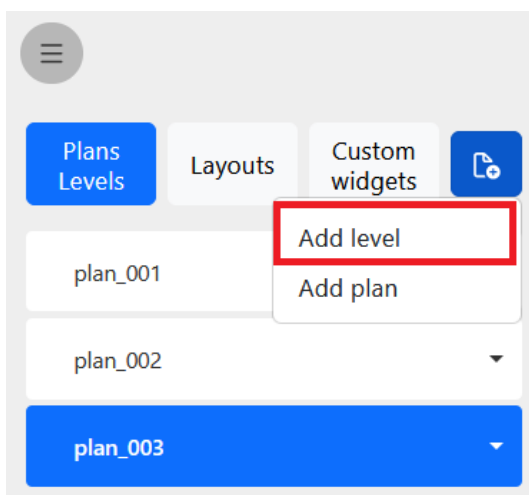 Plans
Levels
Layouts
Custom
widgets
Add level
Add plan
plan_001
plan_002
plan_003